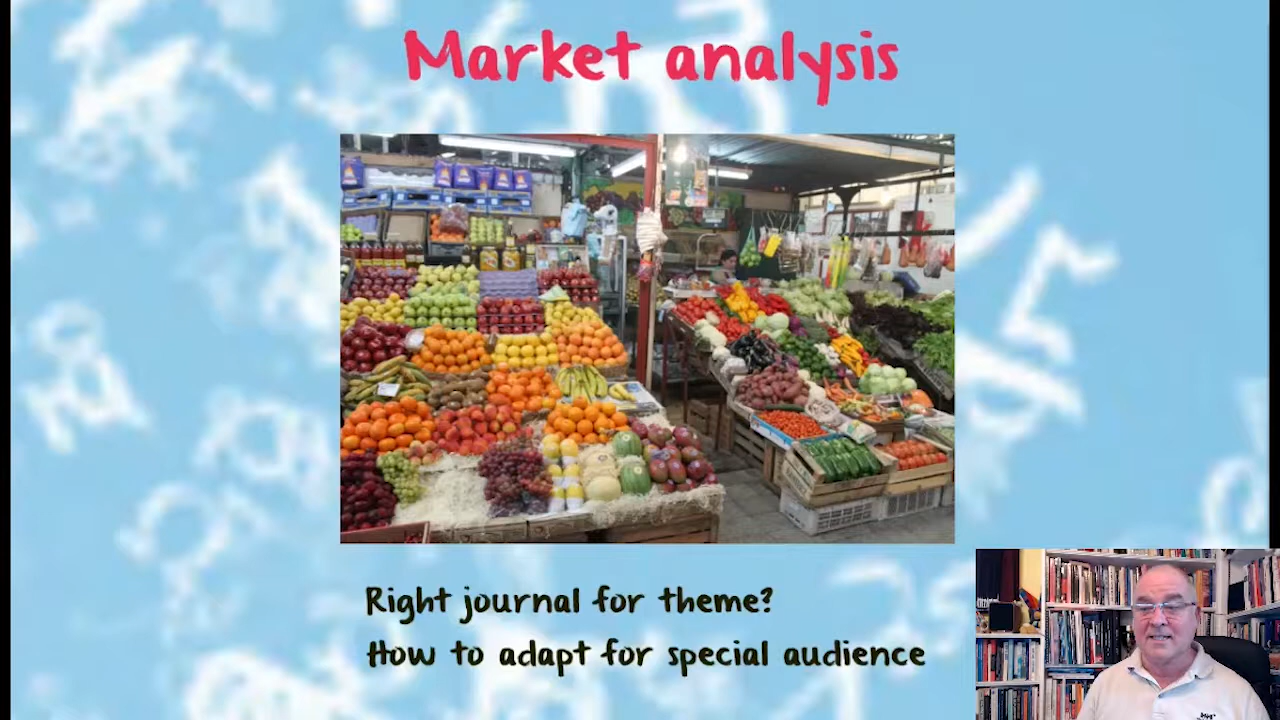 Market analysis
Right journal for theme?
How to adapt for special audience